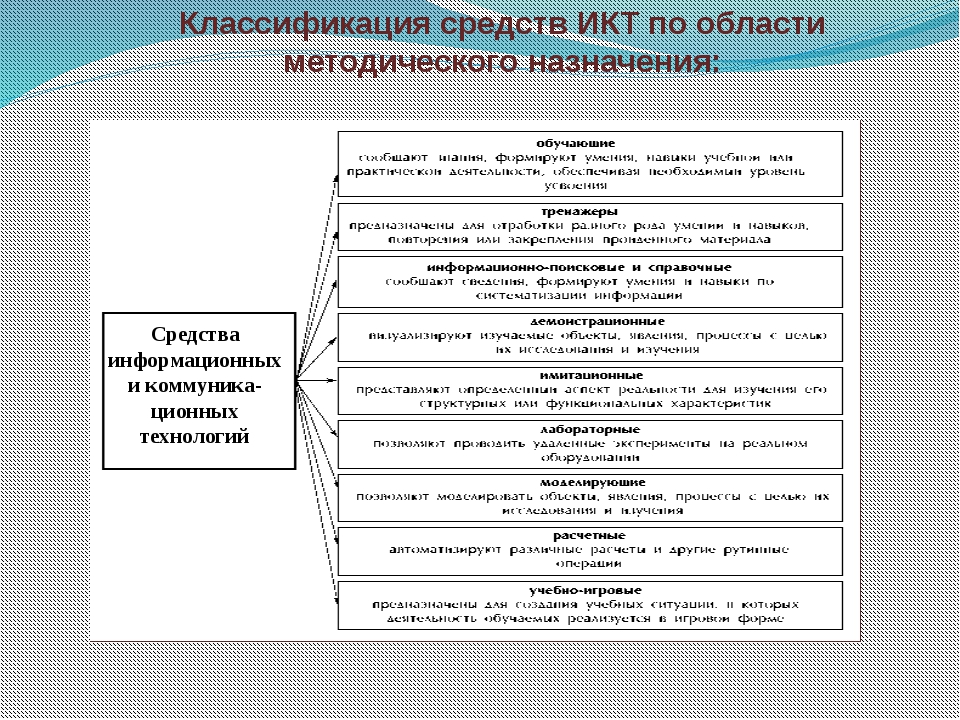 Классификация средств ИКТ по области
методического назначения:
Средства
информационных
и коммуника-
ционных
технологий
обучающие
сообщают знания, формируют умения, навыки учебной или
практической деятельности, обеспечивая необходимый уровень
усвоения
тренажеры
предназначены для отработки разного рода умений и навыков,
повторения или закрепления пройденного материала
информационно-поисковые и справочные
сообщают сведения, формируют умения и навыки по
систематизации информации
демонстрационные
визуализируют изучаемые объекты, явления, процессы с целью
их исследования и изучения
имитационные
представляют определенный аспект реальности для изучения его
структурных или функциональных характеристик
лабораторные
позволяют проводить удаленные эксперименты на реальном
оборудовании
моделирующие
позволяют моделировать объекты, явления, процессы с целью их
исследования и изучения
расчетные
автоматизируют различные расчеты и другие рутинные
операции
учебно-игровые
предназначены для создания учебных ситуаций, в которых
деятельность обучаемых реализуется в игровой форме